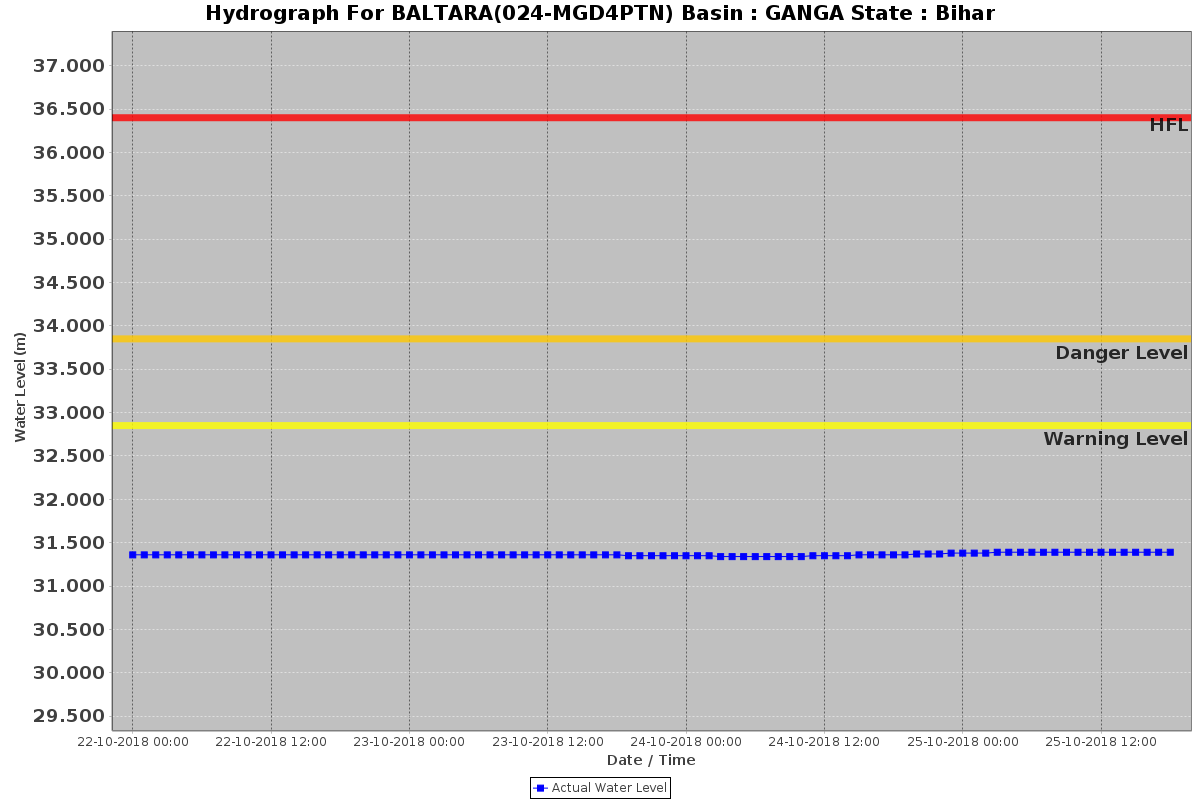 Hydrograph For BALTARA(024-MGD4PTN) Basin : GANGA State : Bihar
37.000
36.500
HFL
36.000
35.500
35.000
34.500
34.000
Danger Level
33.500
33.000
Warning Level
32.500
32.000
31.500
31.000
30.500
30.000
29.500
Water Level (m)
22-10-2018 00:00 22-10-2018 12:00 23-10-2018 00:00 23-10-2018 12:00 24-10-2018 00:00 24-10-2018 12:00 25-10-2018 00:00 25-10-2018 12:00
Date / Time
Actual Water Level